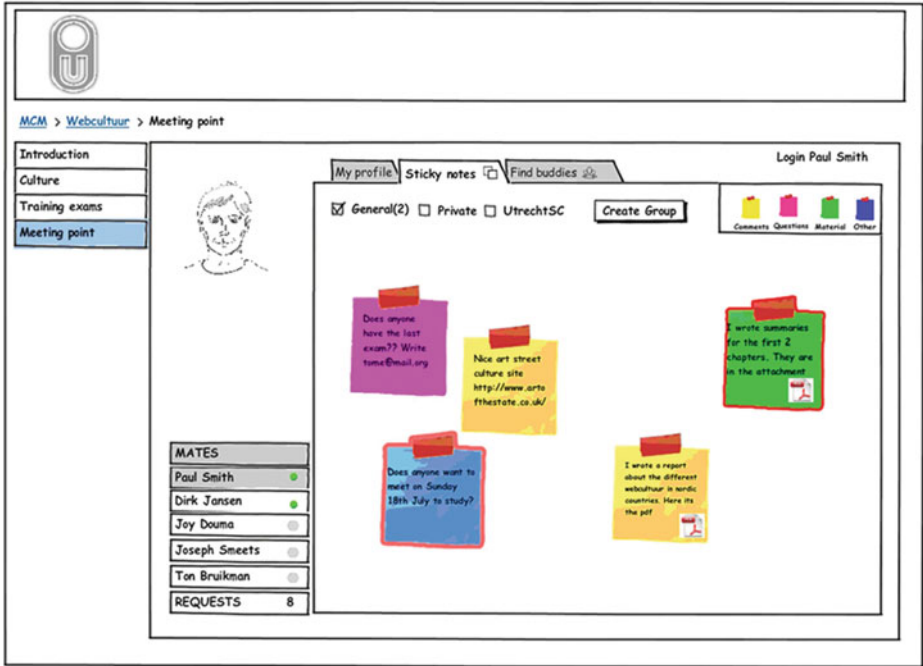 U
MCM > Webcultuur > Meeting point
Introduction
Culture
Training exams
Meeting point
Login Paul Smith
My profile
Sticky notes
Find buddies
General(2)
Private
UtrechtSC
Create Group
Comments
Questions
Material
Other
Does anyone
have the last
exam?? Write
tome@mail.org
Nice art street
culture site
http://www.arto
fthestate.co.uk/
I wrote summaries
for the first 2
chapters. They are
in the attachment
Does anyone want to
meet on Sunday
18th July to study?
I wrote a report
about the different
webcultuur in nordic
countries. Here its
the pdf
MATES
Paul Smith
Dirk Jansen
Joy Douma
Joseph Smeets
Ton Bruikman
REQUESTS 8